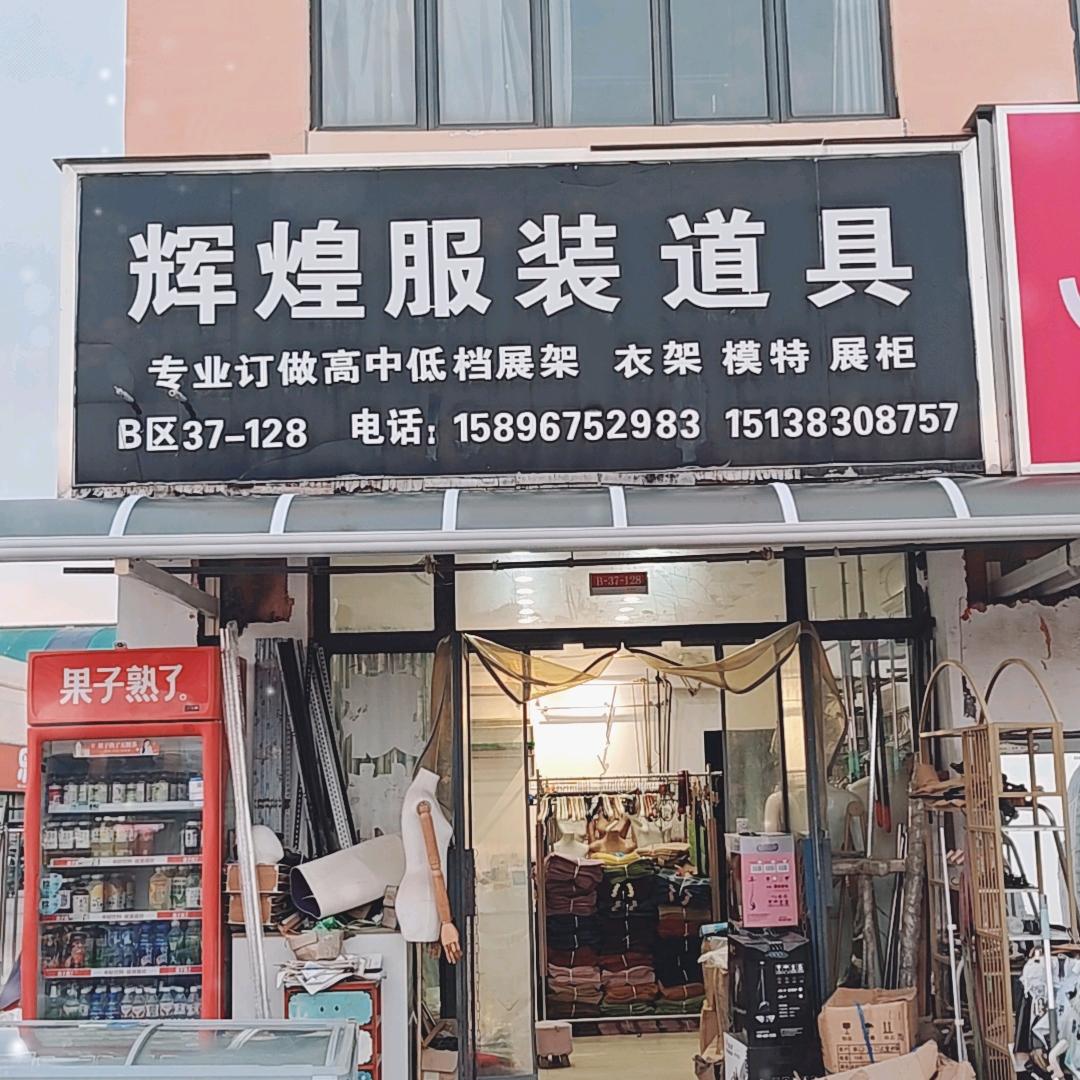 辉煌服装道具
专业订做高中低档展架 衣架 模特 展柜
B区37-128 电话：15896752983 15138308757
B-37-128
果子熟了。